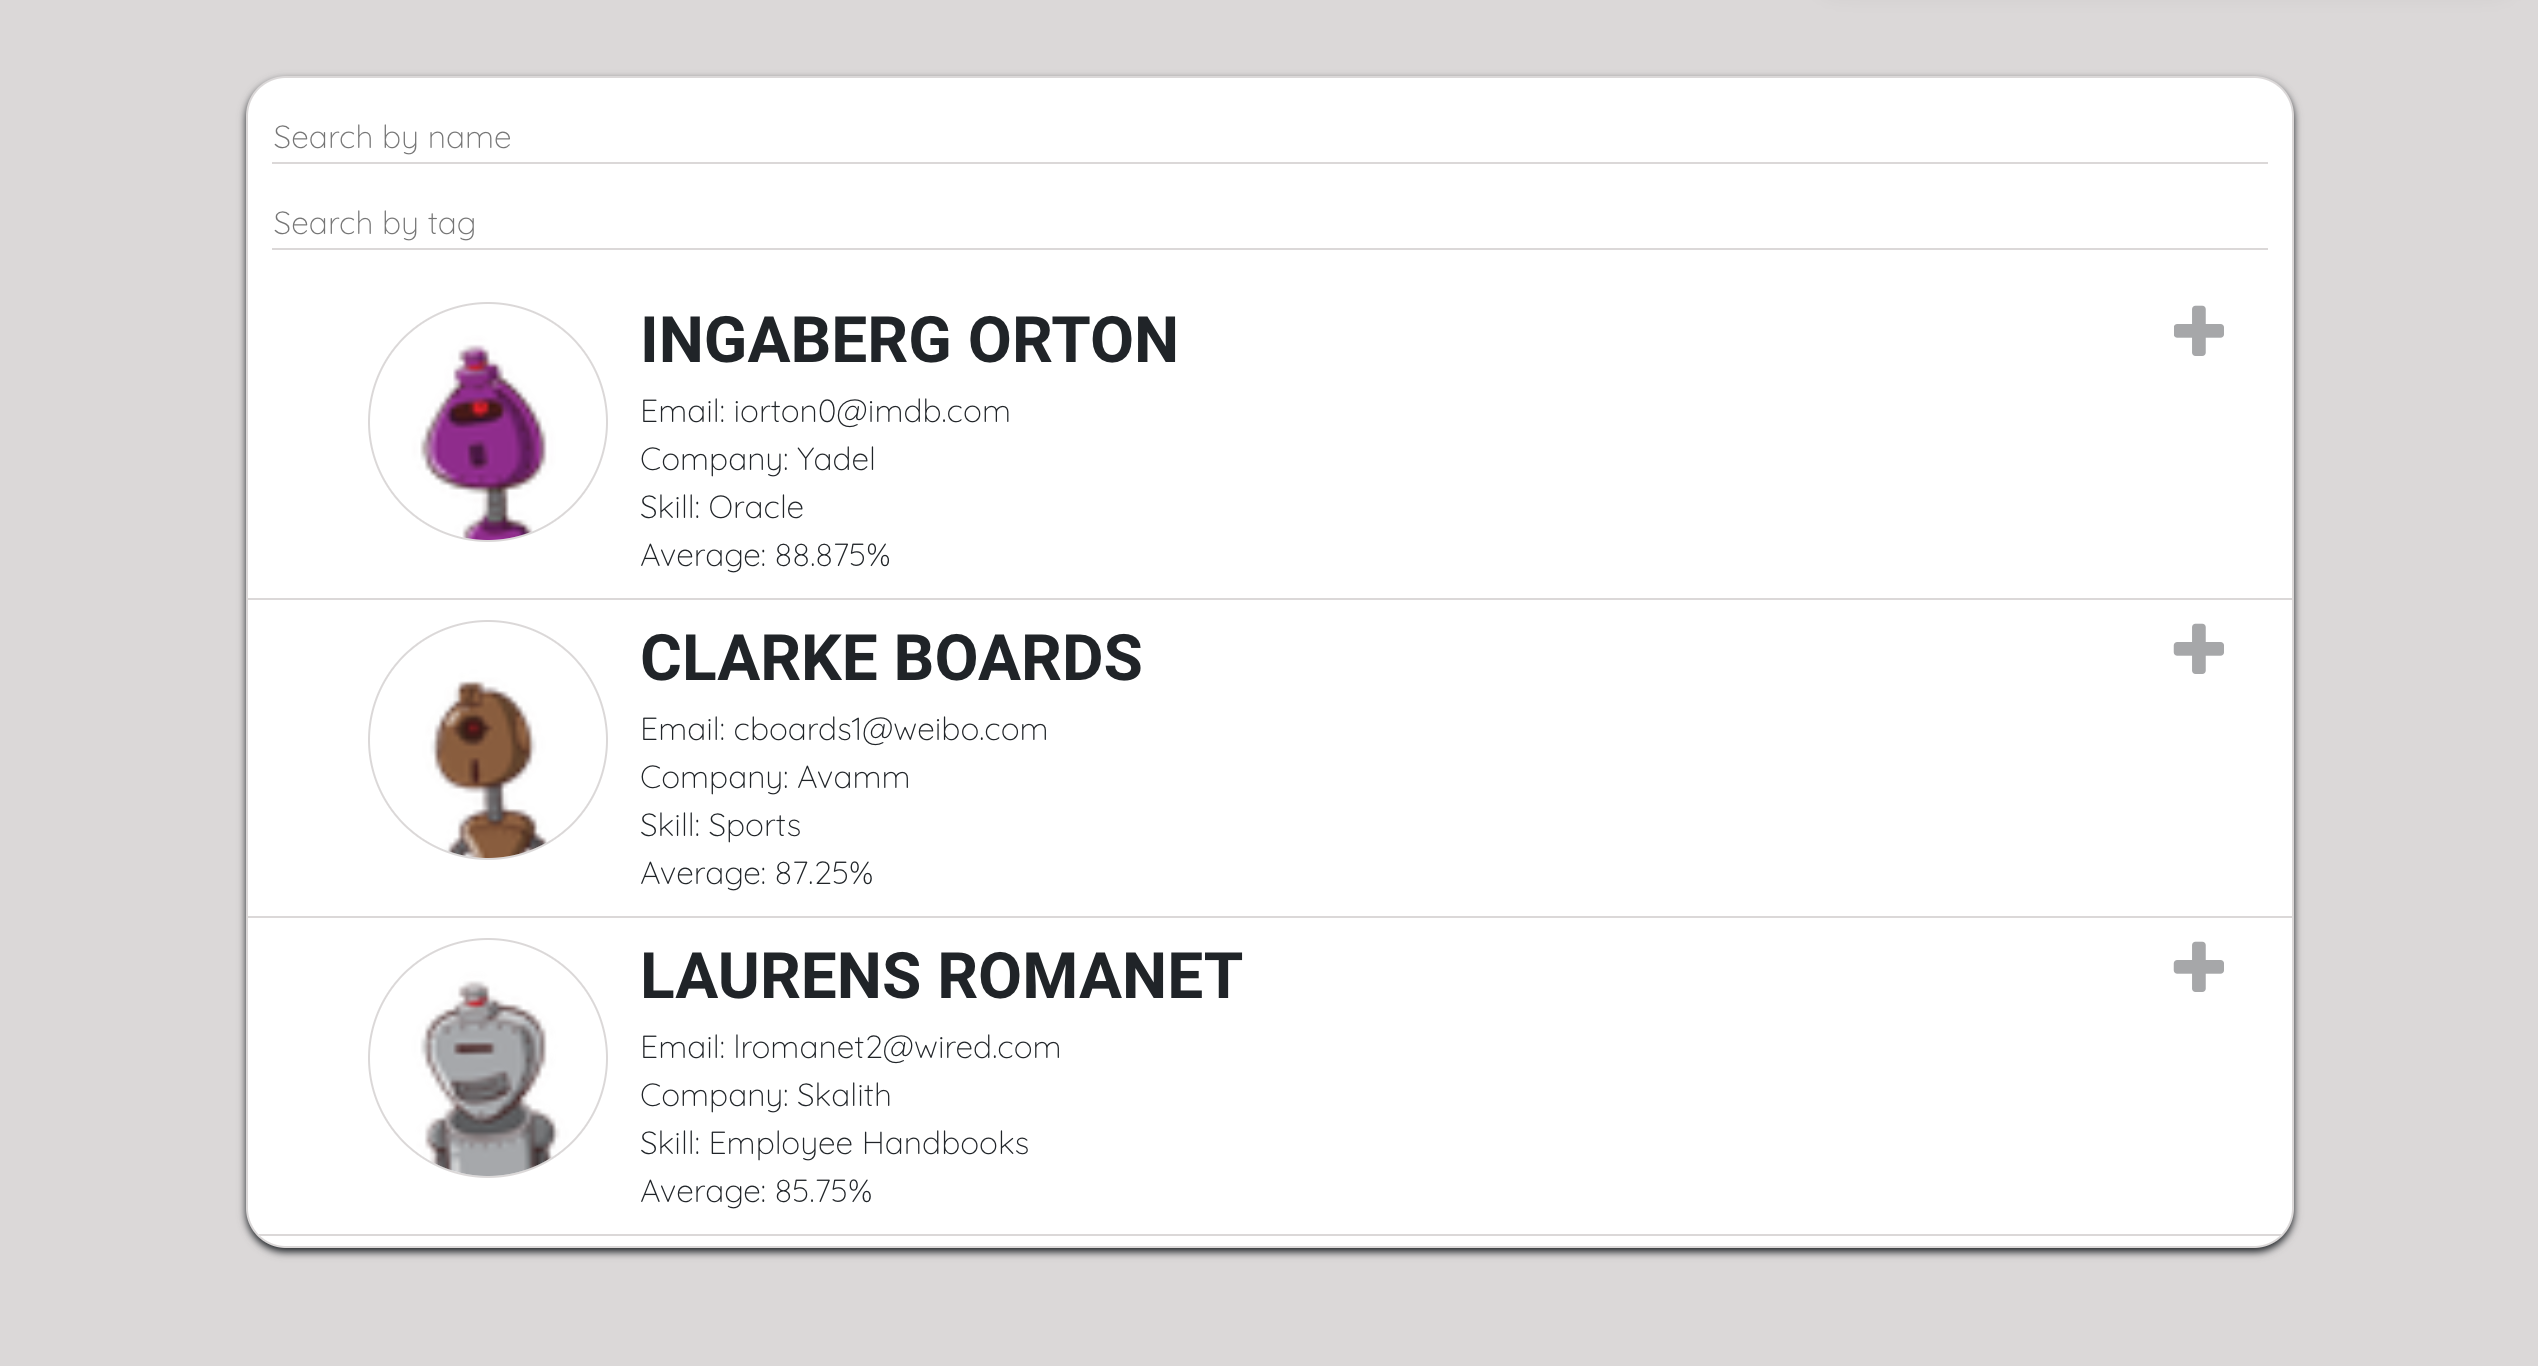 Search by name
Search by tag
INGABERG ORTON
Email: iorton0@imdb.com
Company: Yadel
Skill: Oracle
Average: 88.875%
CLARKE BOARDS
Email: cboards1@weibo.com
Company: Avamm
Skill: Sports
Average: 87.25%
LAURENS ROMANET
Email: lromanet2@wired.com
Company: Skalith
Skill: Employee Handbooks
Average: 85.75%